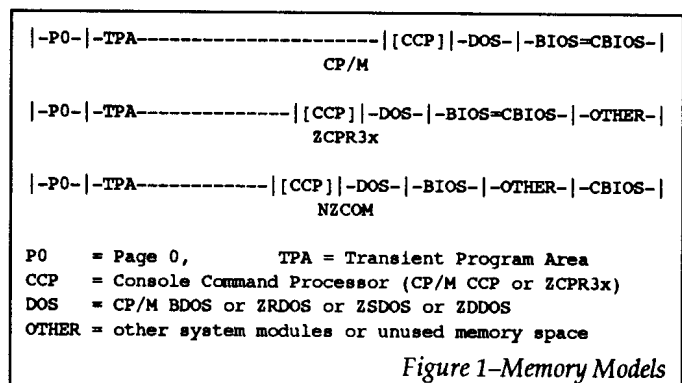 |-P0-|-TPA------------------------|[CCP]|-DOS-|-BIOS=CBIOS-|
CP/M
|-P0-|-TPA---------------|[CCP]|-DOS-|-BIOS=CBIOS-|-OTHER-|
ZCPR3x
|-P0-|-TPA-------------|[CCP]|-DOS-|-BIOS-|-OTHER-|-CBIOS-|
NZCOM
P0 = Page 0, TPA = Transient Program Area
CCP = Console Command Processor (CP/M CCP or ZCPR3x)
DOS = CP/M BDOS or ZRDOS or ZSDOS or ZDDOS
OTHER = other system modules or unused memory space
Figure 1–Memory Models